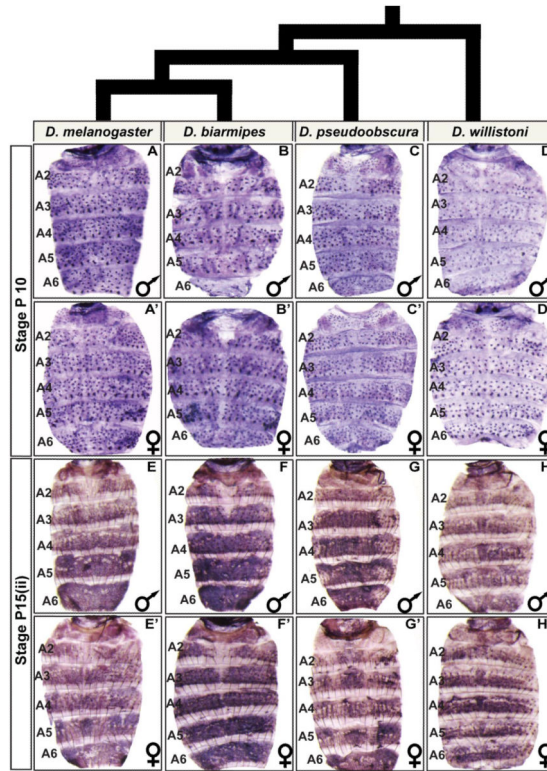 D. melanogaster D. biarmipes D. pseudoobscura D. willistoni
Stage P 10
A B C D
A2
A3
A4
A5
A6
♂
A2
A3
A4
A5
A6
♂
A2
A3
A4
A5
A6
♂
A2
A3
A4
A5
A6
♂
A' B' C' D
A2
A3
A4
A5
A6
♀
A2
A3
A4
A5
A6
♀
A2
A3
A4
A5
A6
♀
A2
A3
A4
A5
A6
♀
Stage P15(ii)
E F G H
A2
A3
A4
A5
A6
♂
A2
A3
A4
A5
A6
♂
A2
A3
A4
A5
A6
♂
A2
A3
A4
A5
A6
♂
E' F' G' H
A2
A3
A4
A5
A6
♀
A2
A3
A4
A5
A6
♀
A2
A3
A4
A5
A6
♀
A2
A3
A4
A5
A6
♀